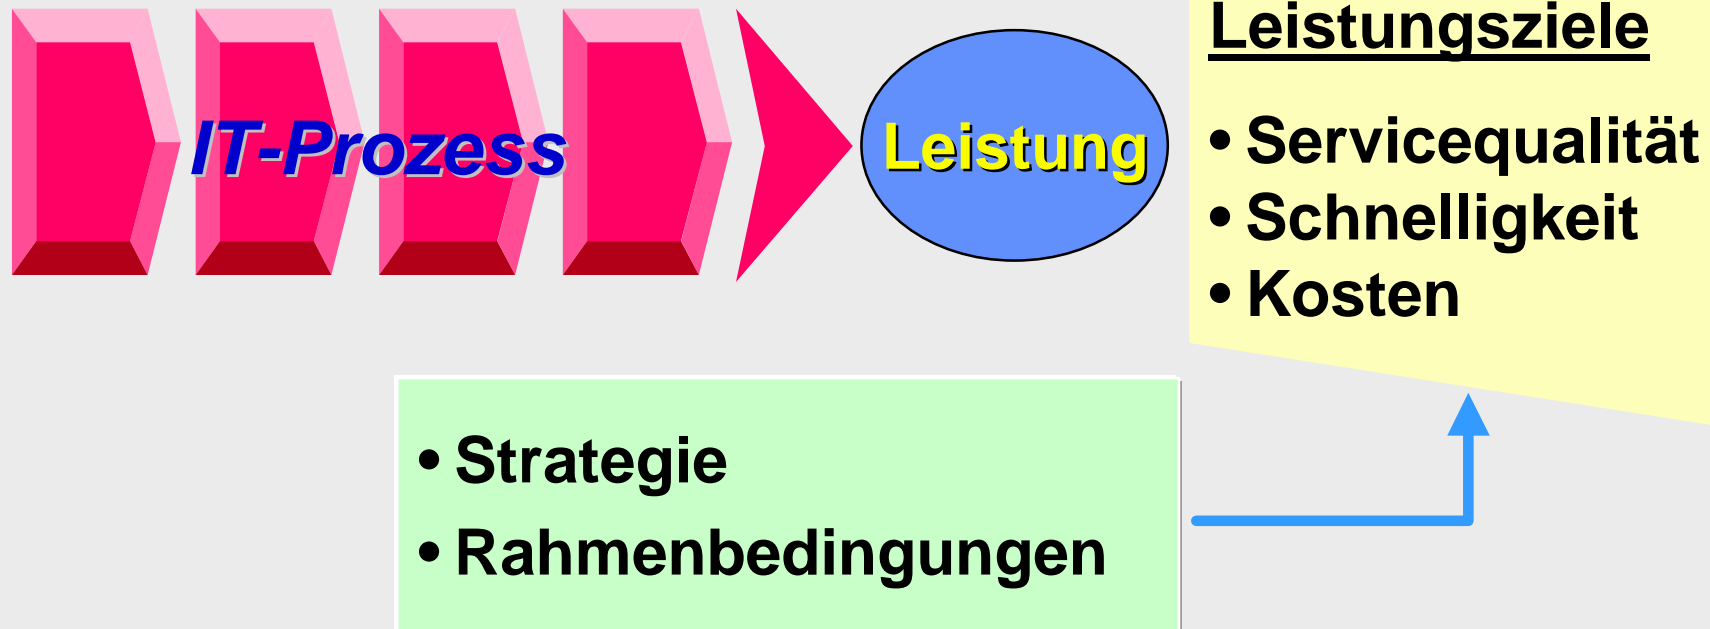 IT-Prozess
Leistung
Leistungsziele
• Servicequalität
• Schnelligkeit
• Kosten
• Strategie
• Rahmenbedingungen